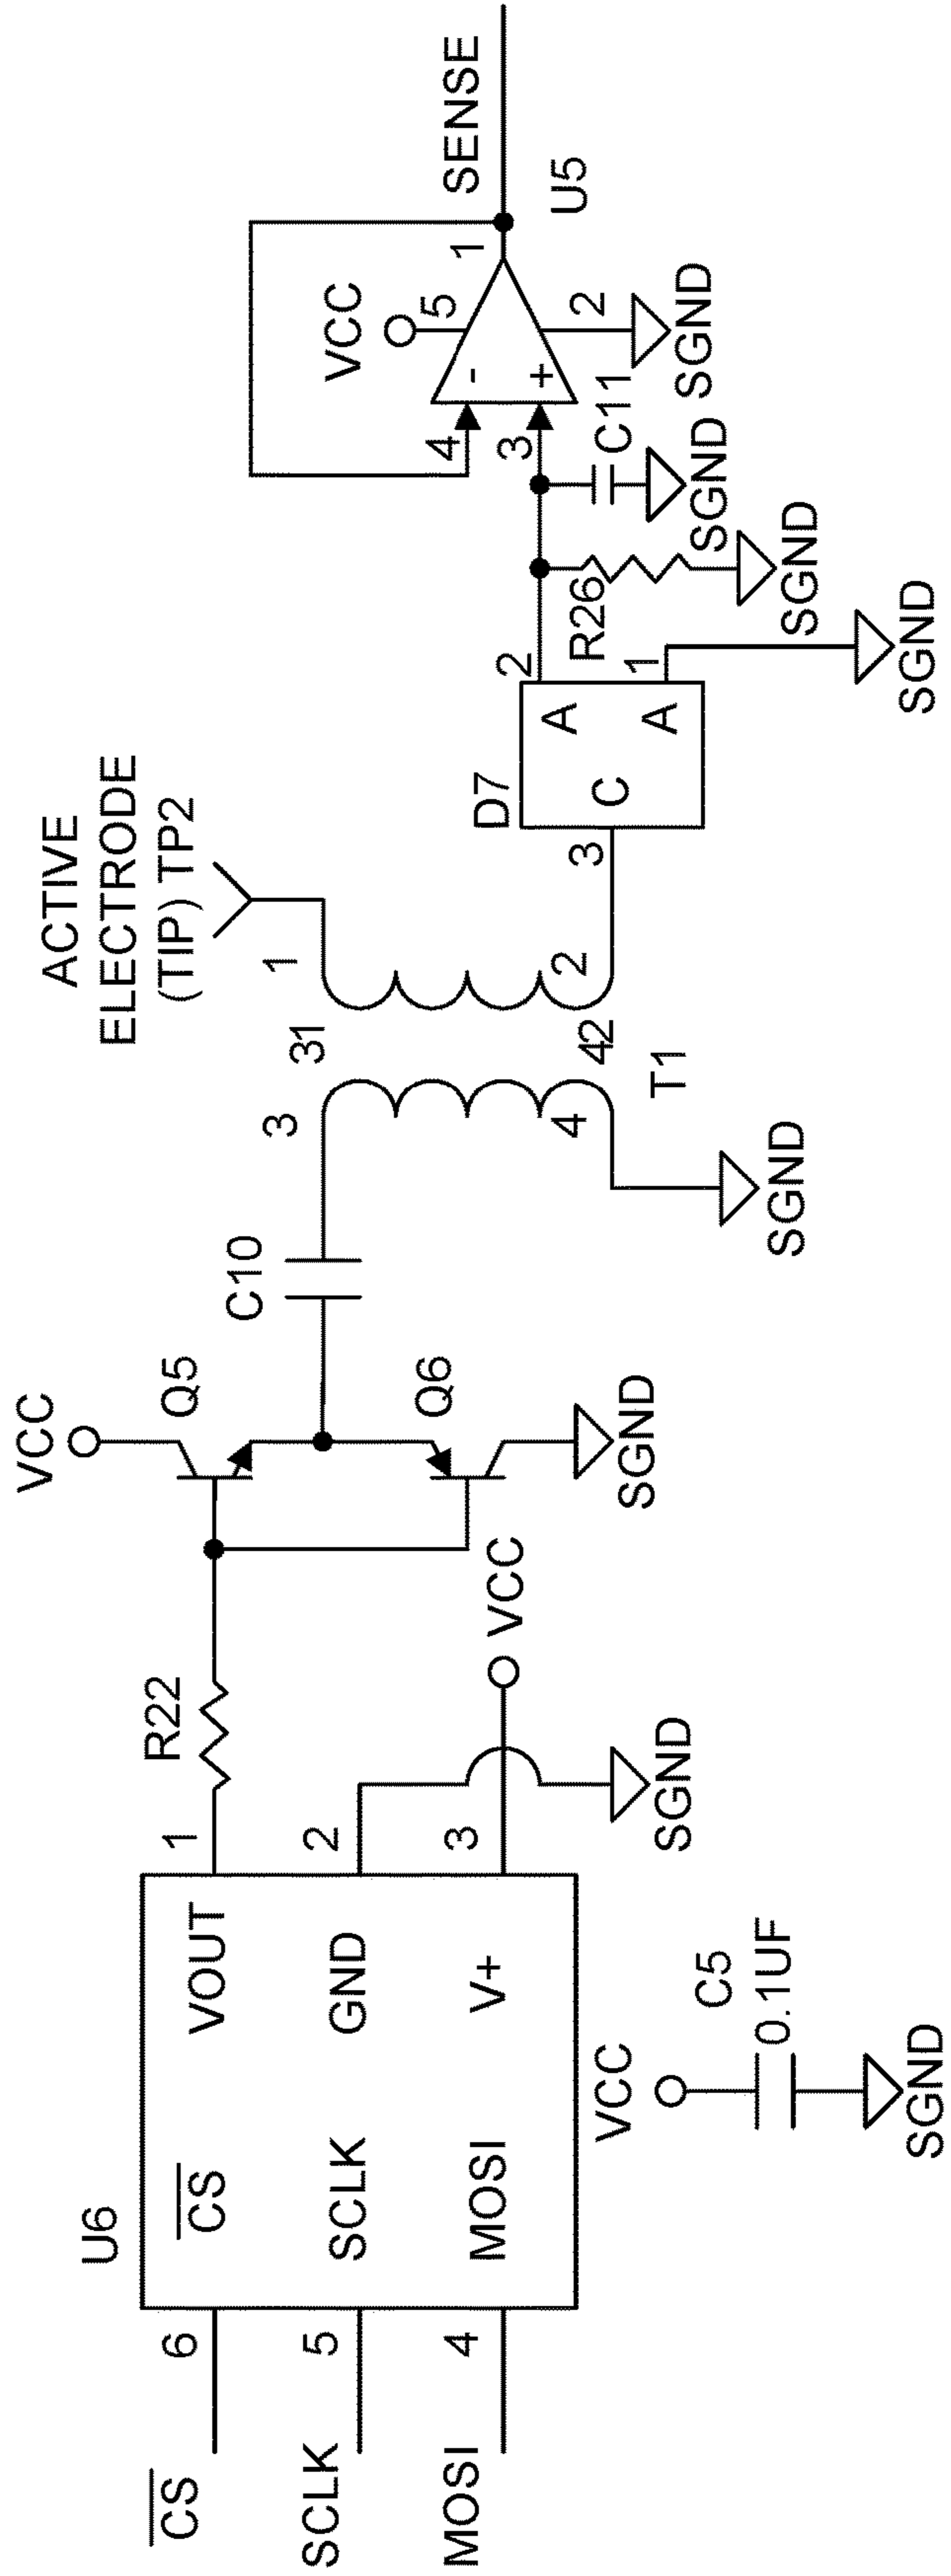 CS
SCLK
MOSI
6
5
4
U6
CS
SCLK
MOSI
VOUT
GND
V+
1
2
3
VCC
C5
0.1UF
SGND
R22
SGND
VCC
VCC
Q5
Q6
SGND
C10
3
4
31
42
T1
SGND
1
2
ACTIVE
ELECTRODE
(TIP) TP2
D7
3
C
A
A
2
1
SGND
R26
SGND
C11
SGND
4
3
-
+
VCC
5
2
SGND
1
U5
SENSE